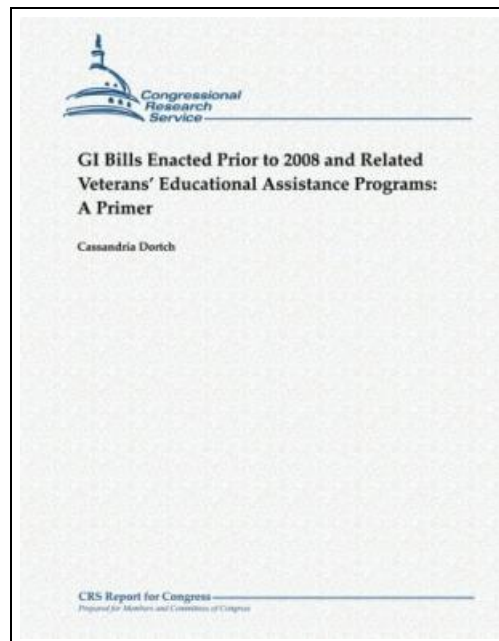 Congressional
Research
Service
GI Bills Enacted Prior to 2008 and Related
Veterans' Educational Assistance Programs:
A Primer
Cassandria Dortch
CRS Report for Congress
Prepared for Members and Committees of Congress